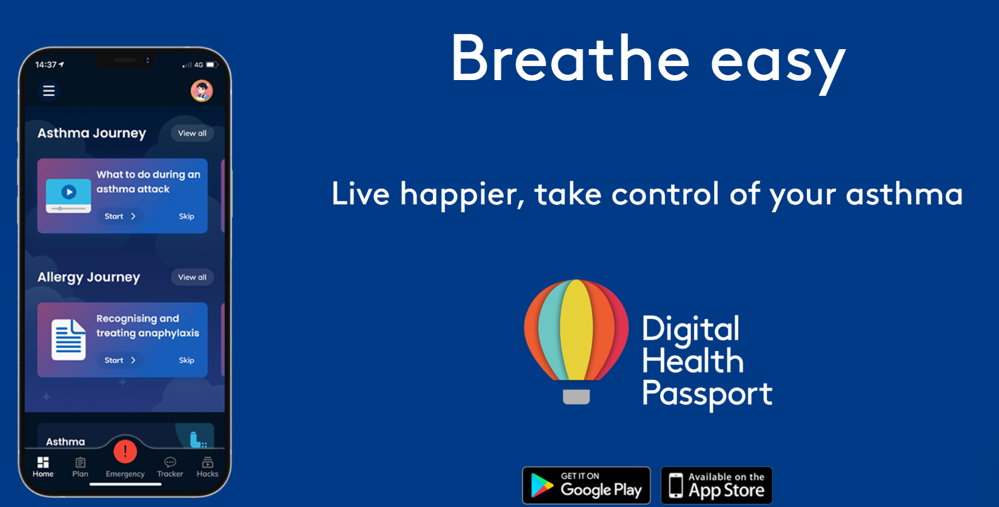 Breathe easy
Live happier, take control of your asthma
14:37
4G
Asthma Journey
View all
What to do during an
asthma attack
Start
Skip
Allergy Journey
View all
Recognising and
treating anaphylaxis
Start
Skip
Asthma
!
Home
Plan
Emergency
Tracker
Hacks
Digital
Health
Passport
GET IT ON
Google Play
Available on the
App Store